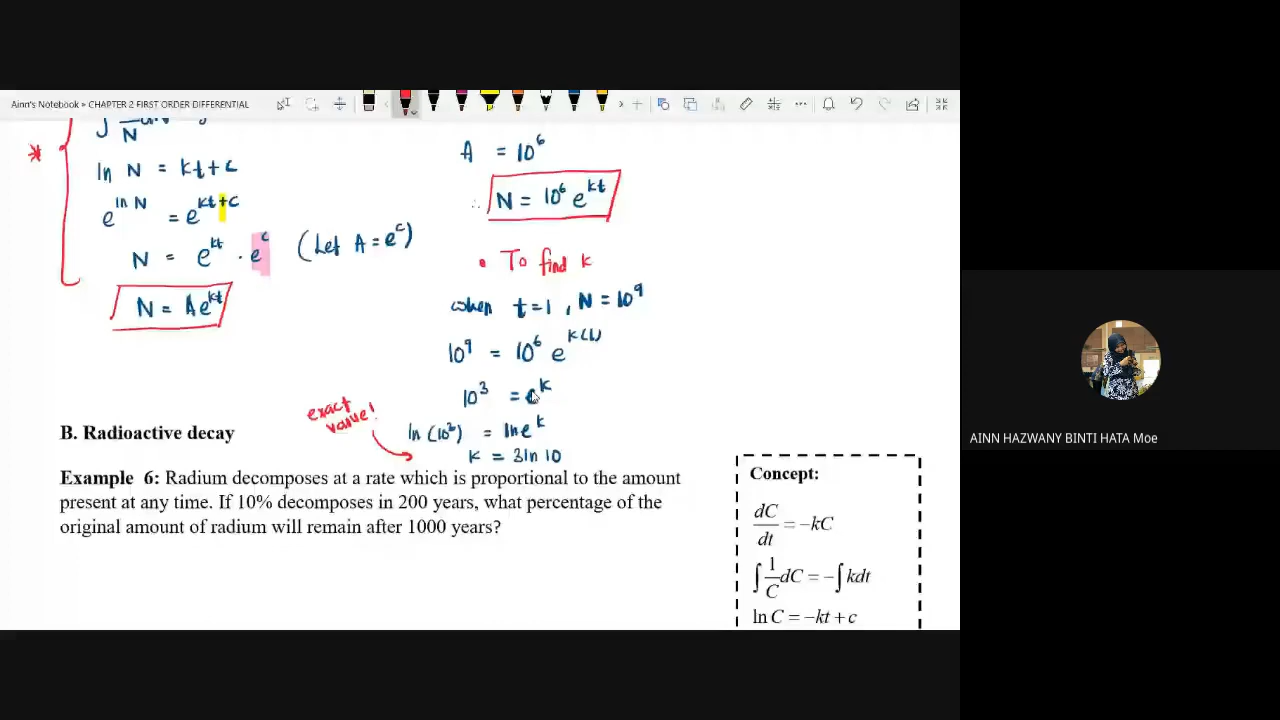 Ainn's Notebook » CHAPTER 2 FIRST ORDER DIFFERENTIAL
∫ N
ln N = kt + c
e^{ln N} = e^{kt+c}
N = e^{kt} · e^c (Let A = e^c)
N = Ae^{kt}
A = 10^6
∴ N = 10^6 e^{kt}
• To find k
when t=1, N = 10^9
10^9 = 10^6 e^{k(1)}
10^3 = e^k
exact value!
ln(10^3) = ln e^k
k = 3ln 10
B. Radioactive decay
Example 6: Radium decomposes at a rate which is proportional to the amount
present at any time. If 10% decomposes in 200 years, what percentage of the
original amount of radium will remain after 1000 years?
Concept:
dC/dt = -kC
∫ 1/C dC = -∫ kdt
ln C = -kt + c
AINN HAZWANY BINTI HATA Moe